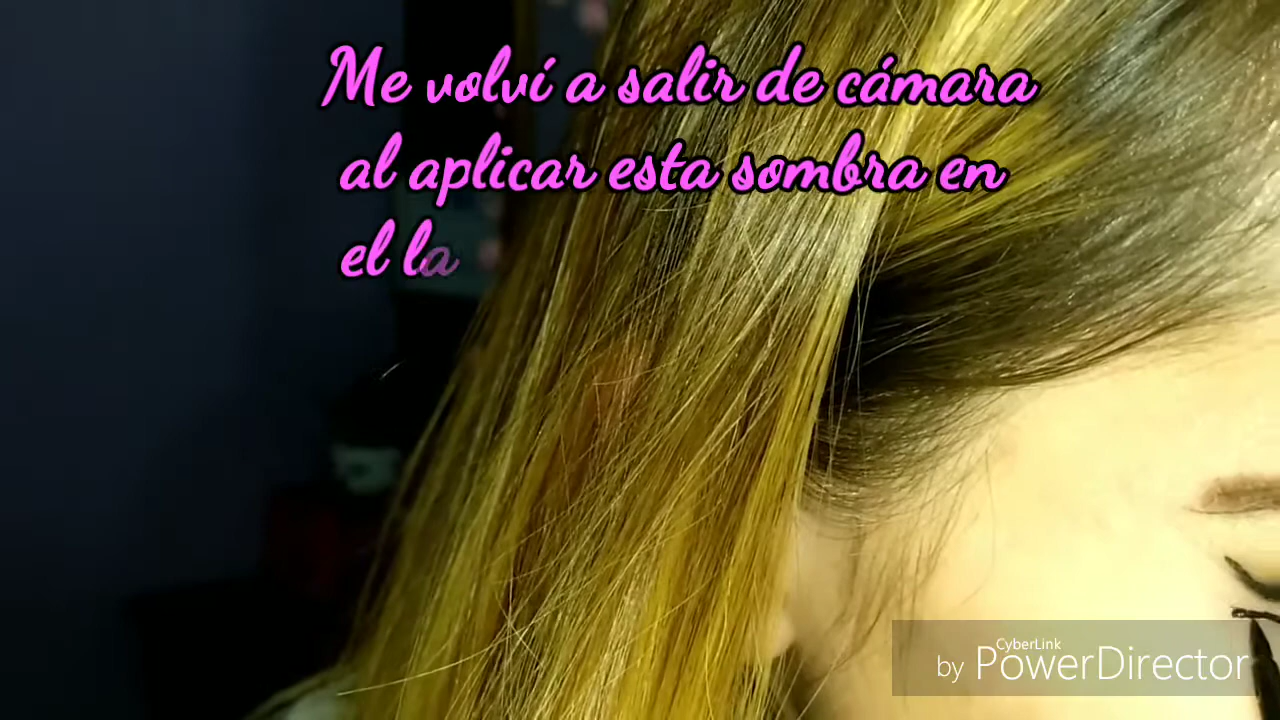 Me volví a salir de cámara
al aplicar esta sombra en
el la
CyberLink
by PowerDirector